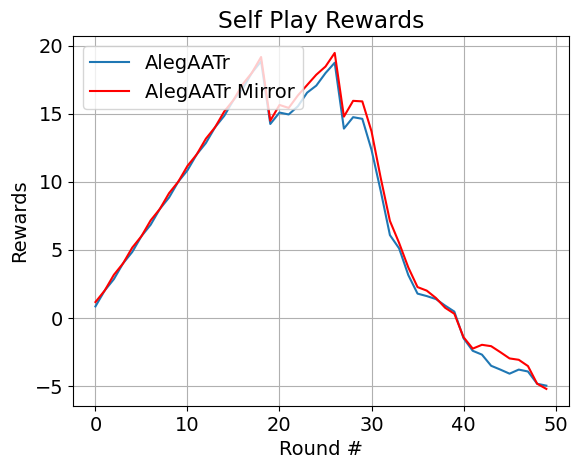 Self Play Rewards
AlegAATr
AlegAATr Mirror
Rewards
20
15
10
5
0
−5
0 10 20 30 40 50
Round #